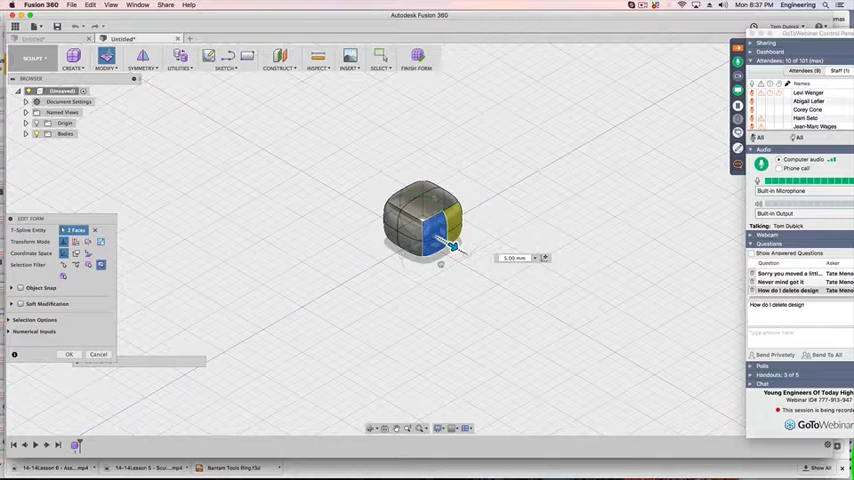 Fusion 360 File Edit View Window Share Help
Mon 8:37 PM Engineering
Autodesk Fusion 360
Tom Dubick
Untitled*
Untitled*
SCULPT
CREATE
MODIFY
SYMMETRY
UTILITIES
SKETCH
CONSTRUCT
INSPECT
INSERT
SELECT
FINISH FORM
BROWSER
(Unsaved)
Document Settings
Named Views
Origin
Bodies
EDIT FORM
T-Spline Entity
2 Faces
Transform Mode
Coordinate Space
Selection Filter
Object Snap
Soft Modification
Selection Options
Numerical Inputs
OK
Cancel
5.00 mm
GoToWebinar Control Pane
Sharing
Dashboard
Attendees: 10 of 101 (max)
Attendees (9)
Staff (1)
Names
Levi Wenger
Abigail Lefler
Corey Cone
Harri Seto
Jean-Marc Wages
All
All
Audio
Computer audio
Phone call
Built-in Microphone
Built-in Output
Talking: Tom Dubick
Webcam
Questions
Show Answered Questions
Question
Asker
Sorry you moved a littl...
Tate Meno
Never mind got it
Tate Meno
How do I delete design
Tate Meno
How do I delete design
Type answer here
Send Privately
Send To All
Polls
Handouts: 3 of 5
Chat
Young Engineers Of Today High
Webinar ID# 777-913-947
This session is being recorde
GoToWebinar
14-14Lesson 6 - Ass....mp4
14-14Lesson 5 - Scu....mp4
Bantam Tools Ring.f3d
Show All